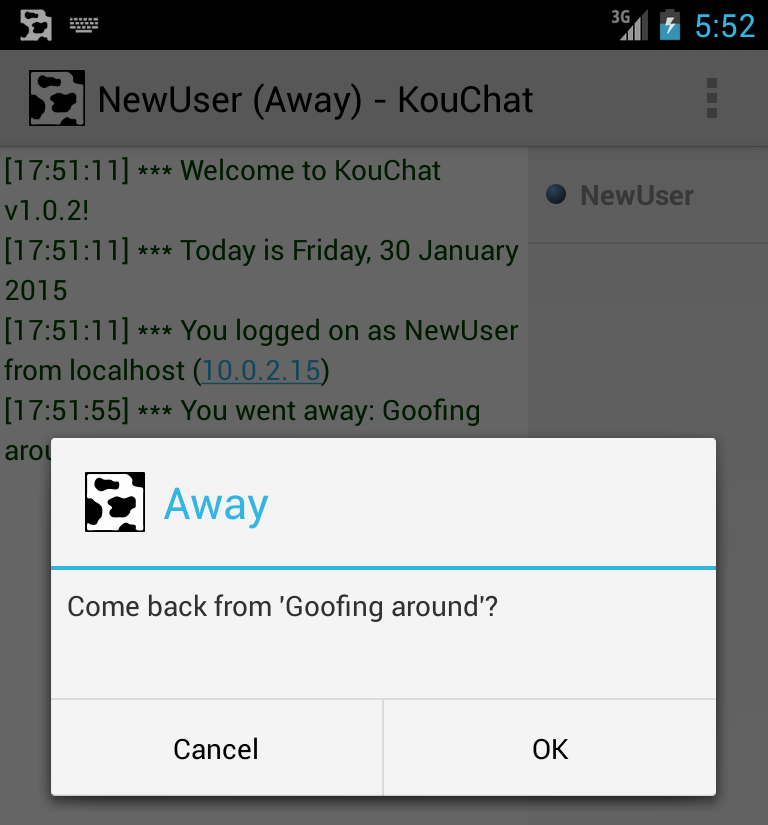 3G 5:52
NewUser (Away) - KouChat
[17:51:11] *** Welcome to KouChat
v1.0.2!
NewUser
[17:51:11] *** Today is Friday, 30 January
2015
[17:51:11] *** You logged on as NewUser
from localhost (10.0.2.15)
[17:51:55] *** You went away: Goofing
arou
Away
Come back from 'Goofing around'?
Cancel OK